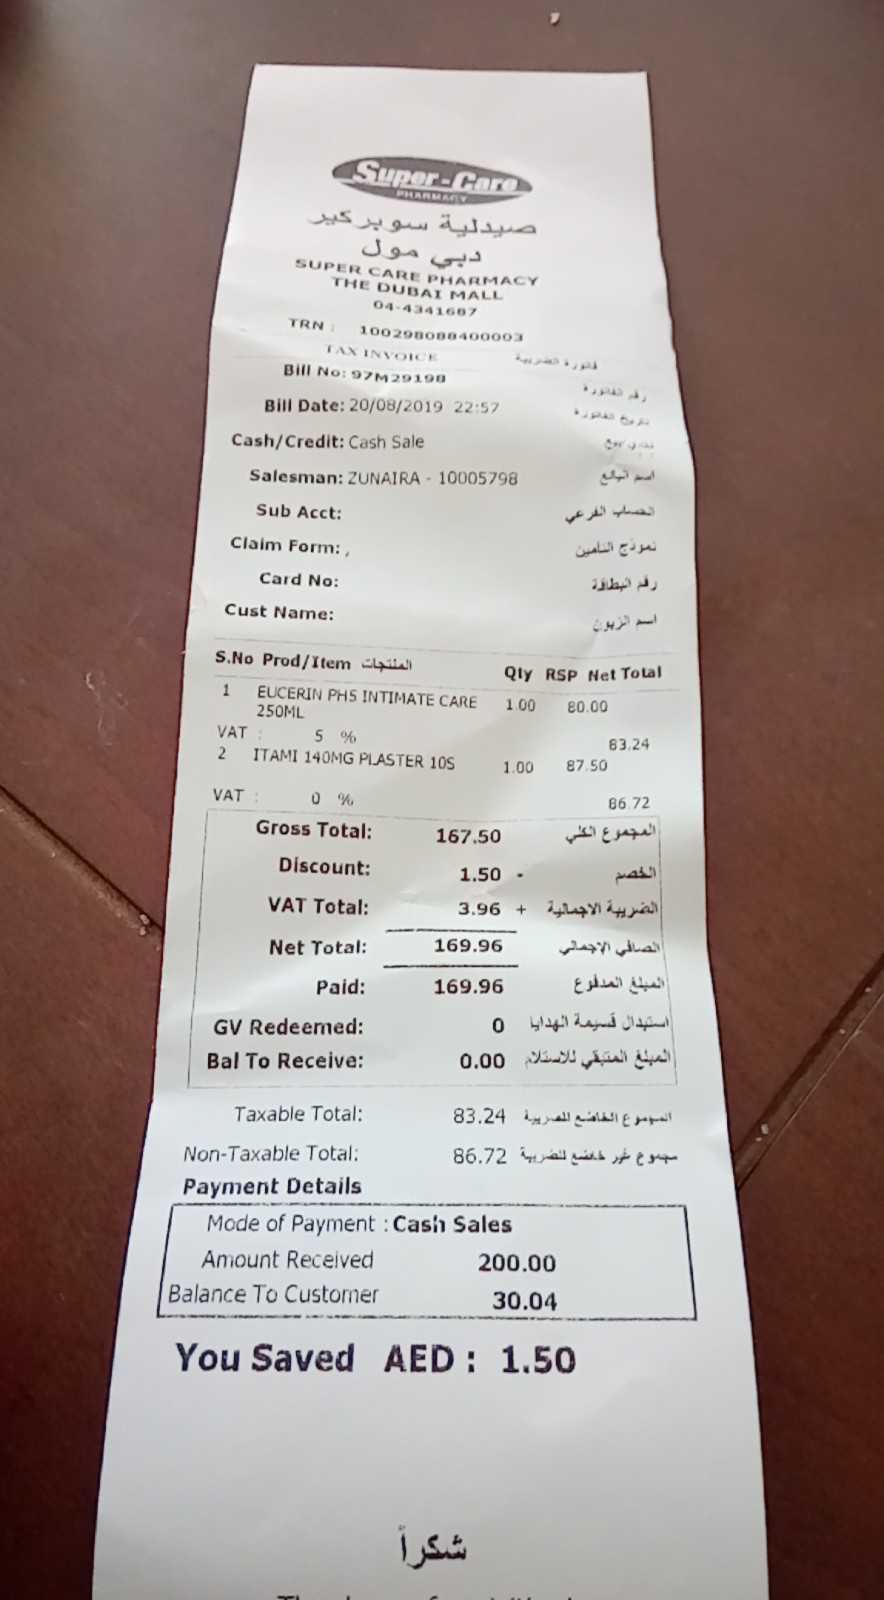 Super-Care
PHARMACY
صيدلية سوبركير
دبي مول
SUPER CARE PHARMACY
THE DUBAI MALL
04-4341687
TRN : 100298088400003
TAX INVOICE فاتورة الضريبة
Bill No: 97M29198 رقم الفاتورة
Bill Date: 20/08/2019 22:57 تاريخ الفاتورة
Cash/Credit: Cash Sale
Salesman: ZUNAIRA - 10005798 اسم البائع
Sub Acct: الحساب الفرعي
Claim Form: , نموذج التامين
Card No: رقم البطاقة
Cust Name: اسم الزبون
S.No Prod/Item المنتجات Qty RSP Net Total
1 EUCERIN PH5 INTIMATE CARE 1.00 80.00
250ML
VAT : 5 % 83.24
2 ITAMI 140MG PLASTER 10S 1.00 87.50
VAT : 0 % 86.72
Gross Total: 167.50 المجموع الكلي
Discount: 1.50 - الخصم
VAT Total: 3.96 + الضريبة الاجمالية
Net Total: 169.96 الصافي الاجمالي
Paid: 169.96 المبلغ المدفوع
GV Redeemed: 0 استبدال قسيمة الهدايا
Bal To Receive: 0.00 المبلغ المتبقي للاستلام
Taxable Total: 83.24 الموموع الخاضع للضريبة
Non-Taxable Total: 86.72 مجموع غير خاضع للضريبة
Payment Details
Mode of Payment : Cash Sales
Amount Received 200.00
Balance To Customer 30.04
You Saved AED : 1.50
شكراً